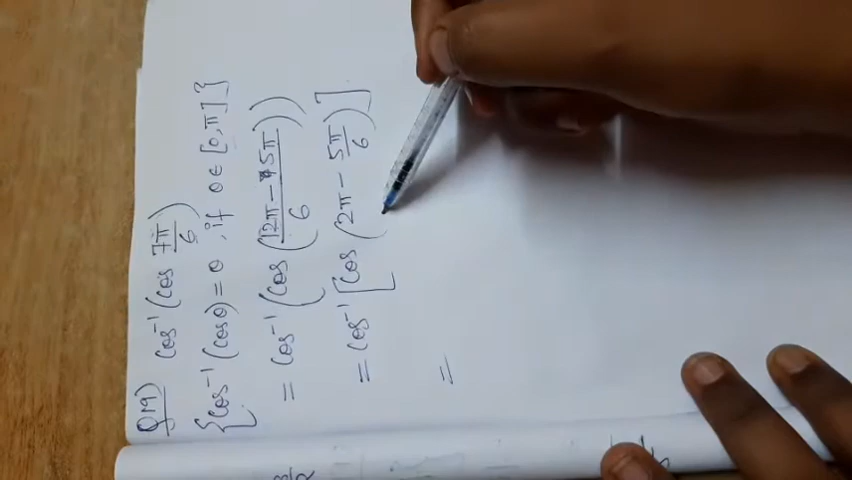 Q19) cos⁻¹(cos 7π/6)
{cos⁻¹(cosθ) = θ, if θ∈[0,π]}
= cos⁻¹(cos(12π-5π/6))
= cos⁻¹[cos(2π - 5π/6)]
=